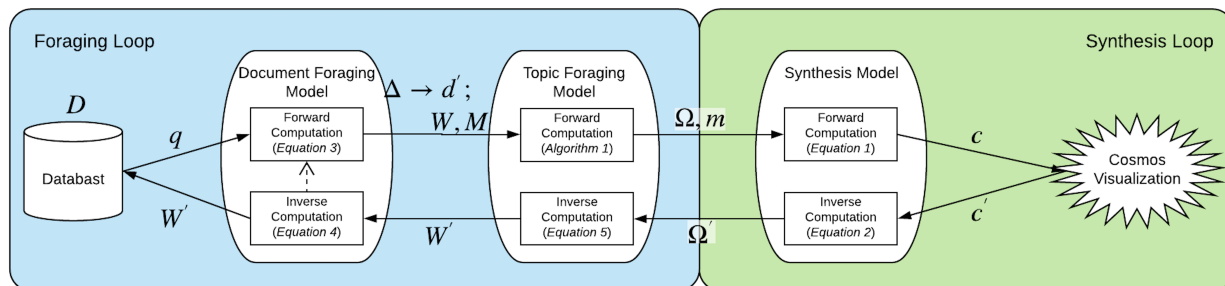 Foraging Loop
Synthesis Loop
D
Databast
q
W′
Document Foraging
Model
Forward
Computation
(Equation 3)
Inverse
Computation
(Equation 4)
Δ → d′ ;
W, M
W′
Topic Foraging
Model
Forward
Computation
(Algorithm 1)
Inverse
Computation
(Equation 5)
Ω, m
Ω′
Synthesis Model
Forward
Computation
(Equation 1)
Inverse
Computation
(Equation 2)
c
c′
Cosmos
Visualization